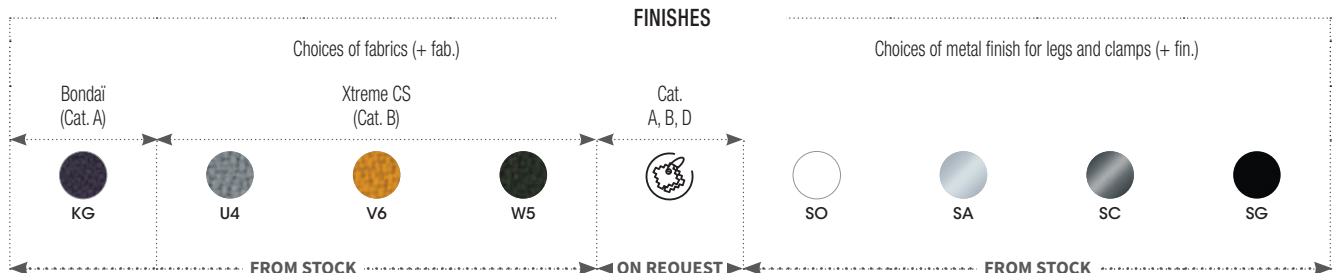 FINISHES
Choices of fabrics (+ fab.)
Choices of metal finish for legs and clamps (+ fin.)
Bondaï
(Cat. A)
Xtreme CS
(Cat. B)
Cat.
A, B, D
KG
U4
V6
W5
SO
SA
SC
SG
FROM STOCK
ON REQUEST
FROM STOCK